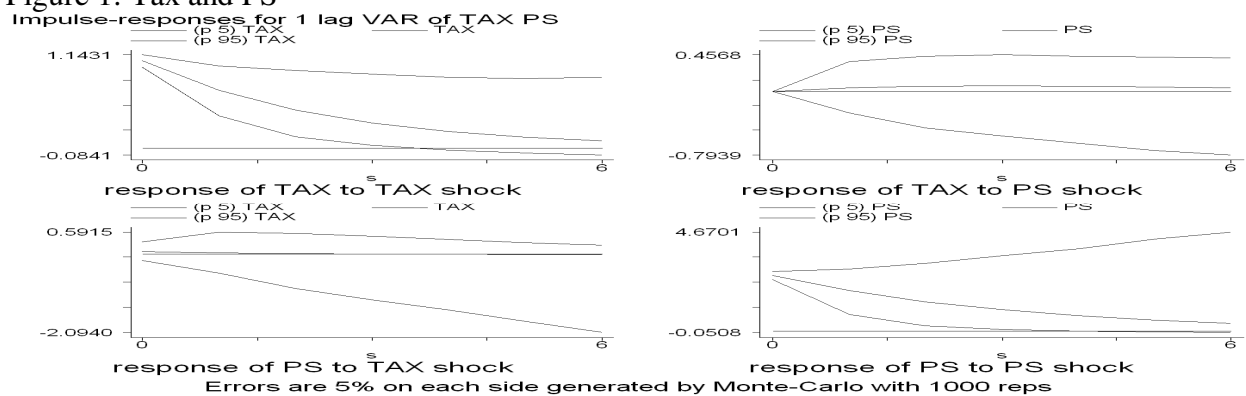 Figure 1: Tax and PS
Impulse-responses for 1 lag VAR of TAX PS
(p 5) TAX TAX
(p 95) TAX
1.1431
-0.0841
0 s 6
response of TAX to TAX shock
(p 5) PS PS
(p 95) PS
0.4568
-0.7939
0 s 6
response of TAX to PS shock
(p 5) TAX TAX
(p 95) TAX
0.5915
-2.0940
0 s 6
response of PS to TAX shock
(p 5) PS PS
(p 95) PS
4.6701
-0.0508
0 s 6
response of PS to PS shock
Errors are 5% on each side generated by Monte-Carlo with 1000 reps